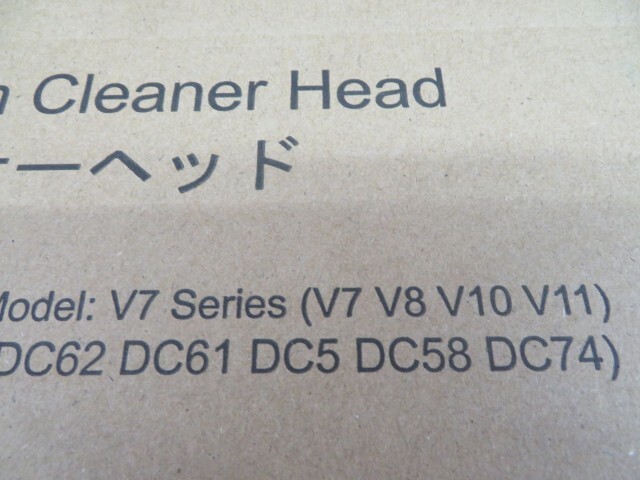 Cleaner Head
ーヘッド
Model: V7 Series (V7 V8 V10 V11)
DC62 DC61 DC5 DC58 DC74)